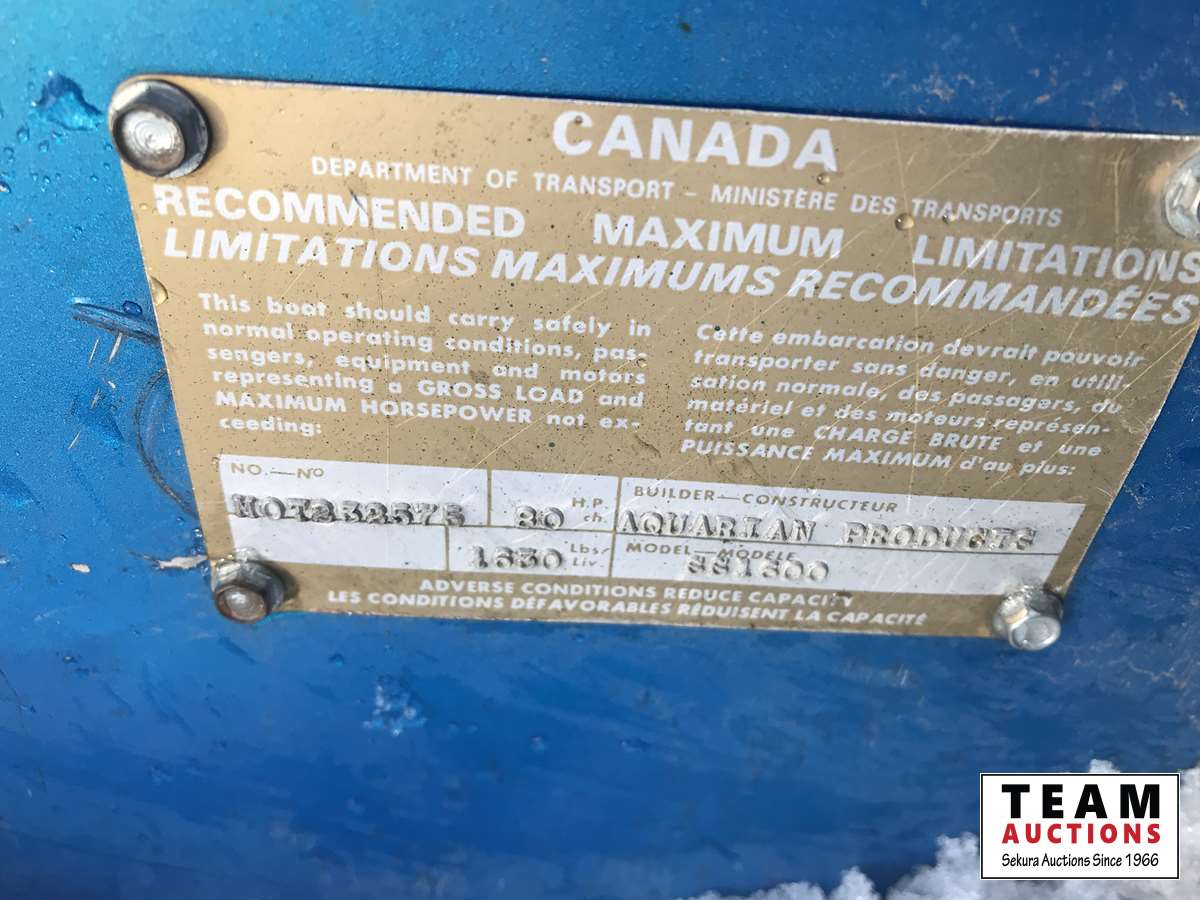 CANADA
DEPARTMENT OF TRANSPORT - MINISTÈRE DES TRANSPORTS
RECOMMENDED MAXIMUM LIMITATIONS
LIMITATIONS MAXIMUMS RECOMMANDÉES
This boat should carry safely in
normal operating conditions, pas-
sengers, equipment and motors
representing a GROSS LOAD and
MAXIMUM HORSEPOWER not ex-
ceeding:
Cette embarcation devrait pouvoir
transporter sans danger, en utili-
sation normale, des passagers, du
matériel et des moteurs représen-
tant une CHARGE BRUTE et une
PUISSANCE MAXIMUM d'au plus:
NO.—Nº
H.P.
20 ch.
BUILDER—CONSTRUCTEUR
AQUARIAN PRODUCTS
1630 Lbs/
Liv.
MODEL—MODÈLE
ADVERSE CONDITIONS REDUCE CAPACITY
LES CONDITIONS DÉFAVORABLES RÉDUISENT LA CAPACITÉ
TEAM
AUCTIONS
Sekura Auctions Since 1966